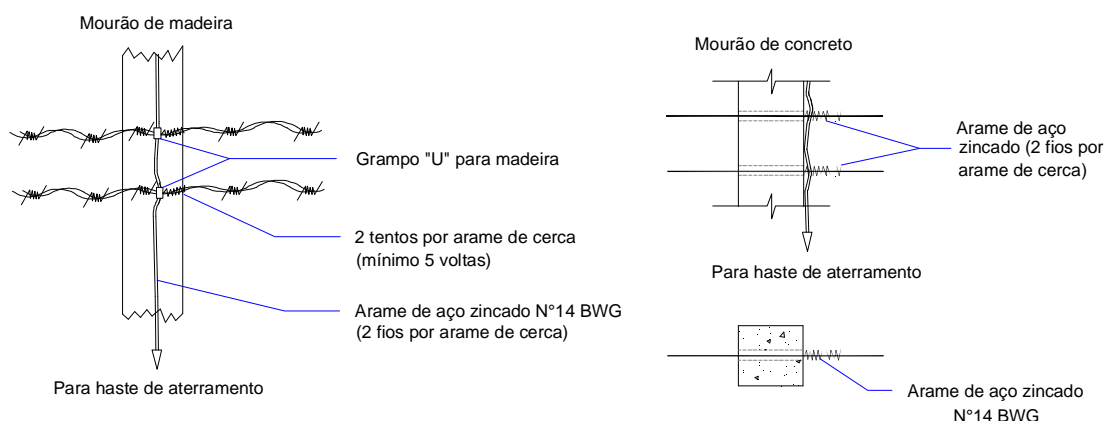 Mourão de madeira
Grampo "U" para madeira
2 tentos por arame de cerca
(mínimo 5 voltas)
Arame de aço zincado N°14 BWG
(2 fios por arame de cerca)
Para haste de aterramento
Mourão de concreto
Arame de aço
zincado (2 fios por
arame de cerca)
Para haste de aterramento
Arame de aço zincado
N°14 BWG